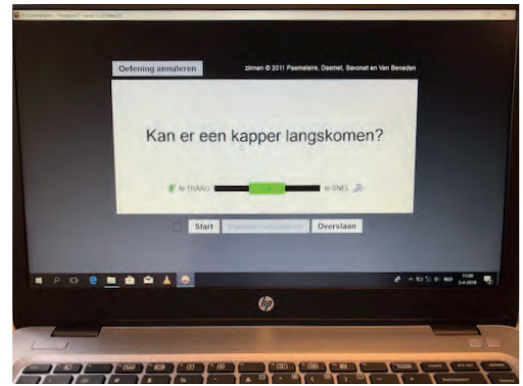 Oefening annuleren
zinnen © 2011 Paemeleire, Desmet, Savonet en Van Beneden
Kan er een kapper langskomen?
te TRAAG
te SNEL
Start
Overslaan
hp